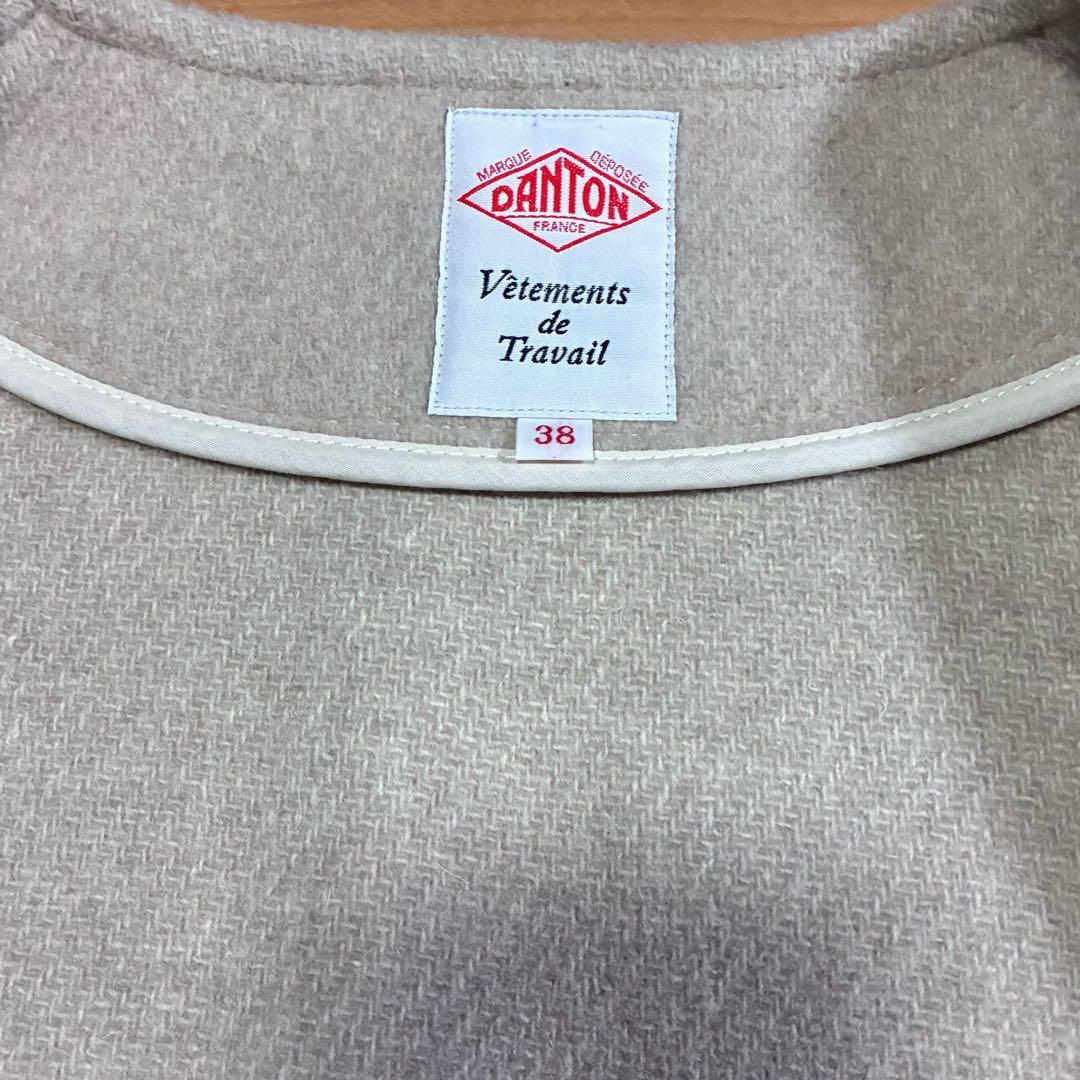 MARQUE DÉPOSÉE
DANTON
FRANCE
Vêtements
de
Travail
38